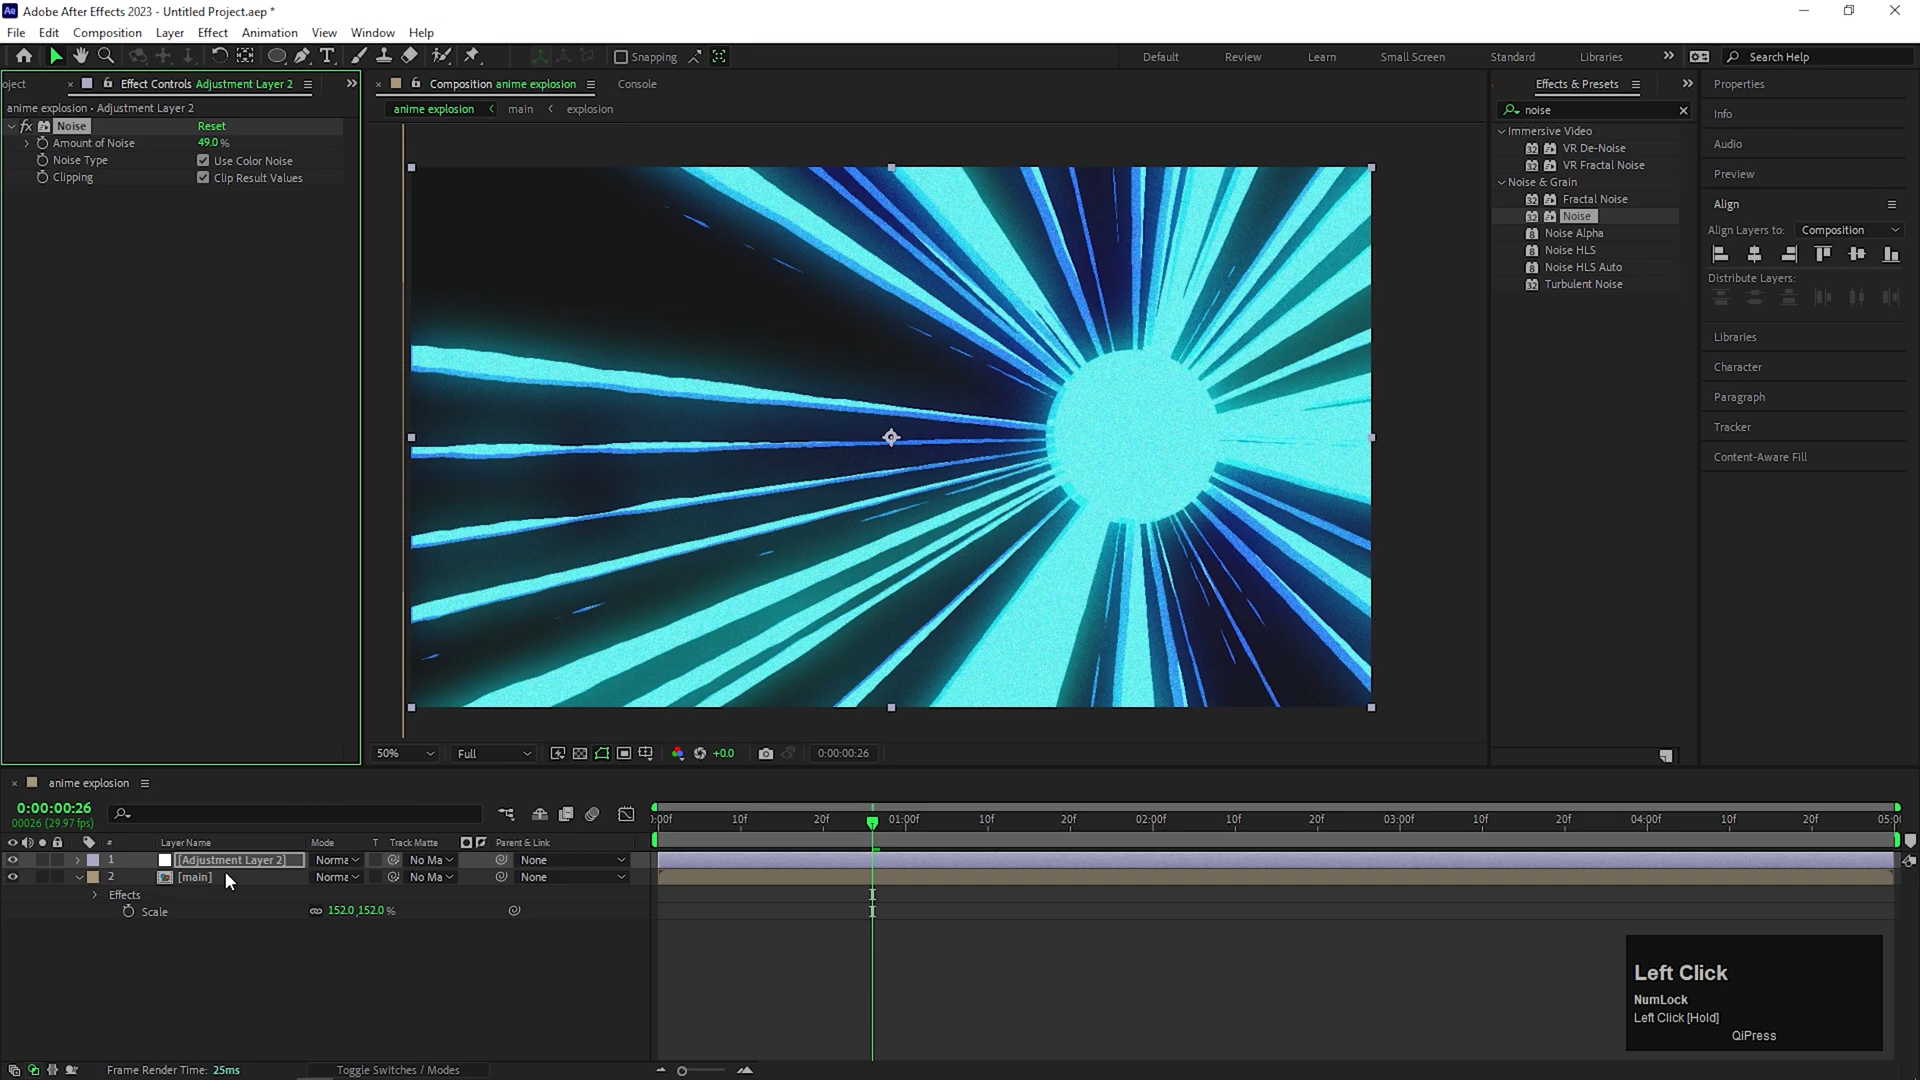 Adobe After Effects 2023 - Untitled Project.aep *
File Edit Composition Layer Effect Animation View Window Help
Snapping
Default Review Learn Small Screen Standard Libraries
Search Help
oject
Effect Controls Adjustment Layer 2
Composition anime explosion
Console
Effects & Presets
Properties
anime explosion • Adjustment Layer 2
anime explosion main explosion
noise
Info
fx Noise Reset
Amount of Noise 49.0 %
Noise Type Use Color Noise
Clipping Clip Result Values
Immersive Video
VR De-Noise
VR Fractal Noise
Noise & Grain
Fractal Noise
Noise
Noise Alpha
Noise HLS
Noise HLS Auto
Turbulent Noise
Audio
Preview
Align
Align Layers to: Composition
Distribute Layers:
Libraries
Character
Paragraph
Tracker
Content-Aware Fill
50% Full +0.0 0:00:00:26
anime explosion
0:00:00:26
00026 (29.97 fps)
:00f 10f 20f 01:00f 10f 20f 02:00f 10f 20f 03:00f 10f 20f 04:00f 10f 20f 05:00
# Layer Name Mode T Track Matte Parent & Link
1 [Adjustment Layer 2] Norma No Ma None
2 [main] Norma No Ma None
Effects
Scale 152.0,152.0 %
Left Click
NumLock
Left Click [Hold]
QiPress
Frame Render Time: 25ms Toggle Switches / Modes